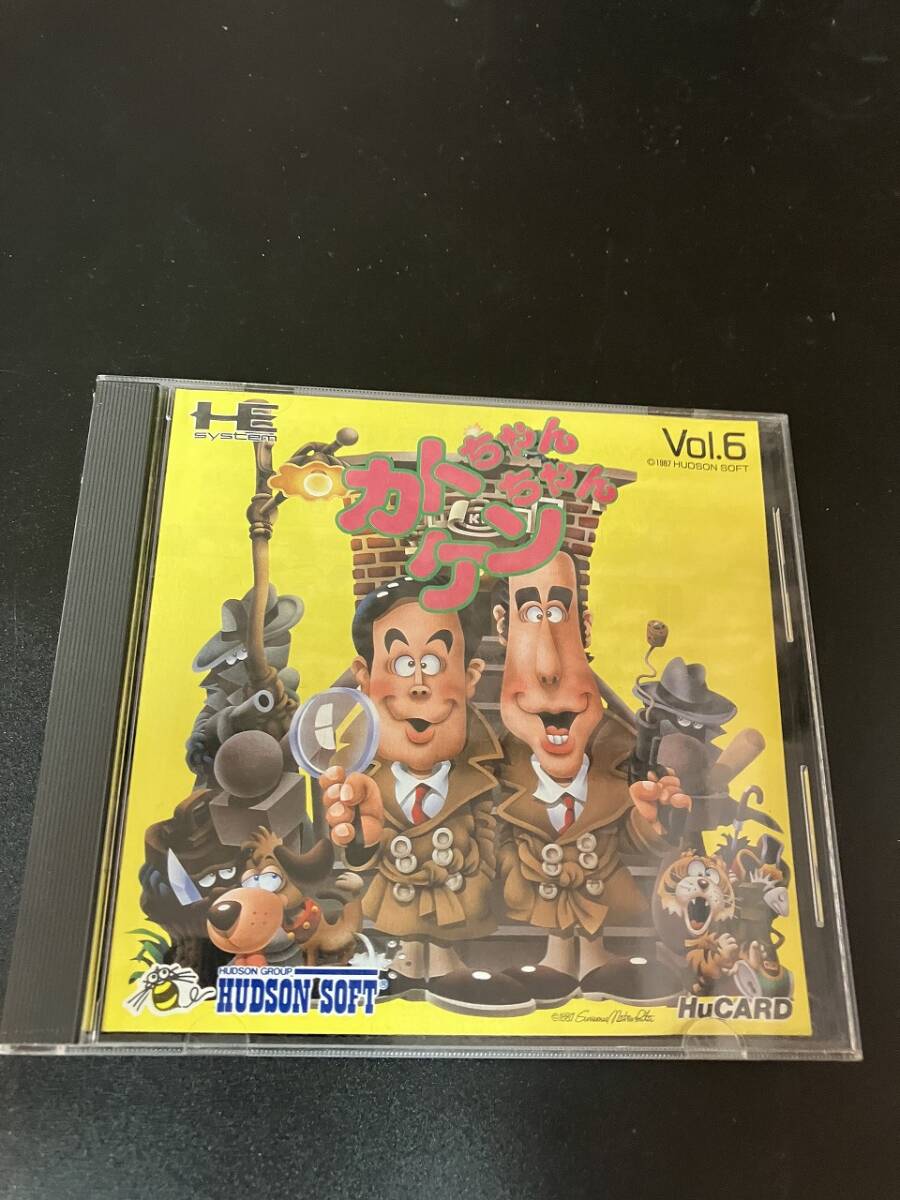 HE
system
Vol.6
©1987 HUDSON SOFT
カトちゃん
ケンちゃん
K
HUDSON GROUP
HUDSON SOFT®
HuCARD
©1987